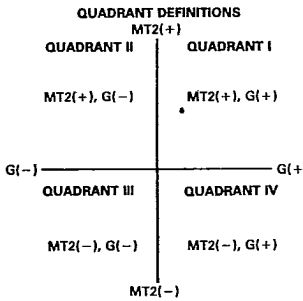 QUADRANT DEFINITIONS
MT2(+)
QUADRANT II QUADRANT I
MT2(+), G(−) MT2(+), G(+)
G(−) G(+
QUADRANT III QUADRANT IV
MT2(−), G(−) MT2(−), G(+)
MT2(−)